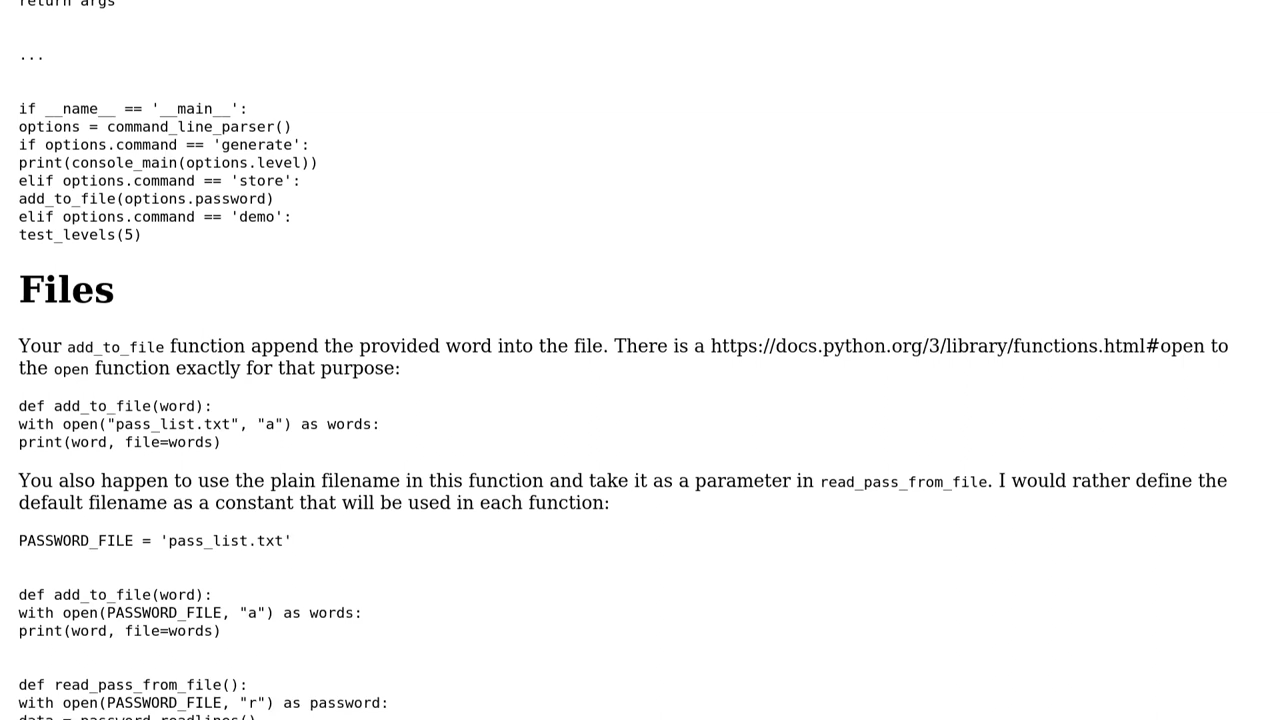 return args
...
if __name__ == '__main__':
options = command_line_parser()
if options.command == 'generate':
print(console_main(options.level))
elif options.command == 'store':
add_to_file(options.password)
elif options.command == 'demo':
test_levels(5)
Files
Your add_to_file function append the provided word into the file. There is a https://docs.python.org/3/library/functions.html#open to
the open function exactly for that purpose:
def add_to_file(word):
with open("pass_list.txt", "a") as words:
print(word, file=words)
You also happen to use the plain filename in this function and take it as a parameter in read_pass_from_file. I would rather define the
default filename as a constant that will be used in each function:
PASSWORD_FILE = 'pass_list.txt'
def add_to_file(word):
with open(PASSWORD_FILE, "a") as words:
print(word, file=words)
def read_pass_from_file():
with open(PASSWORD_FILE, "r") as password:
data = password.readlines()